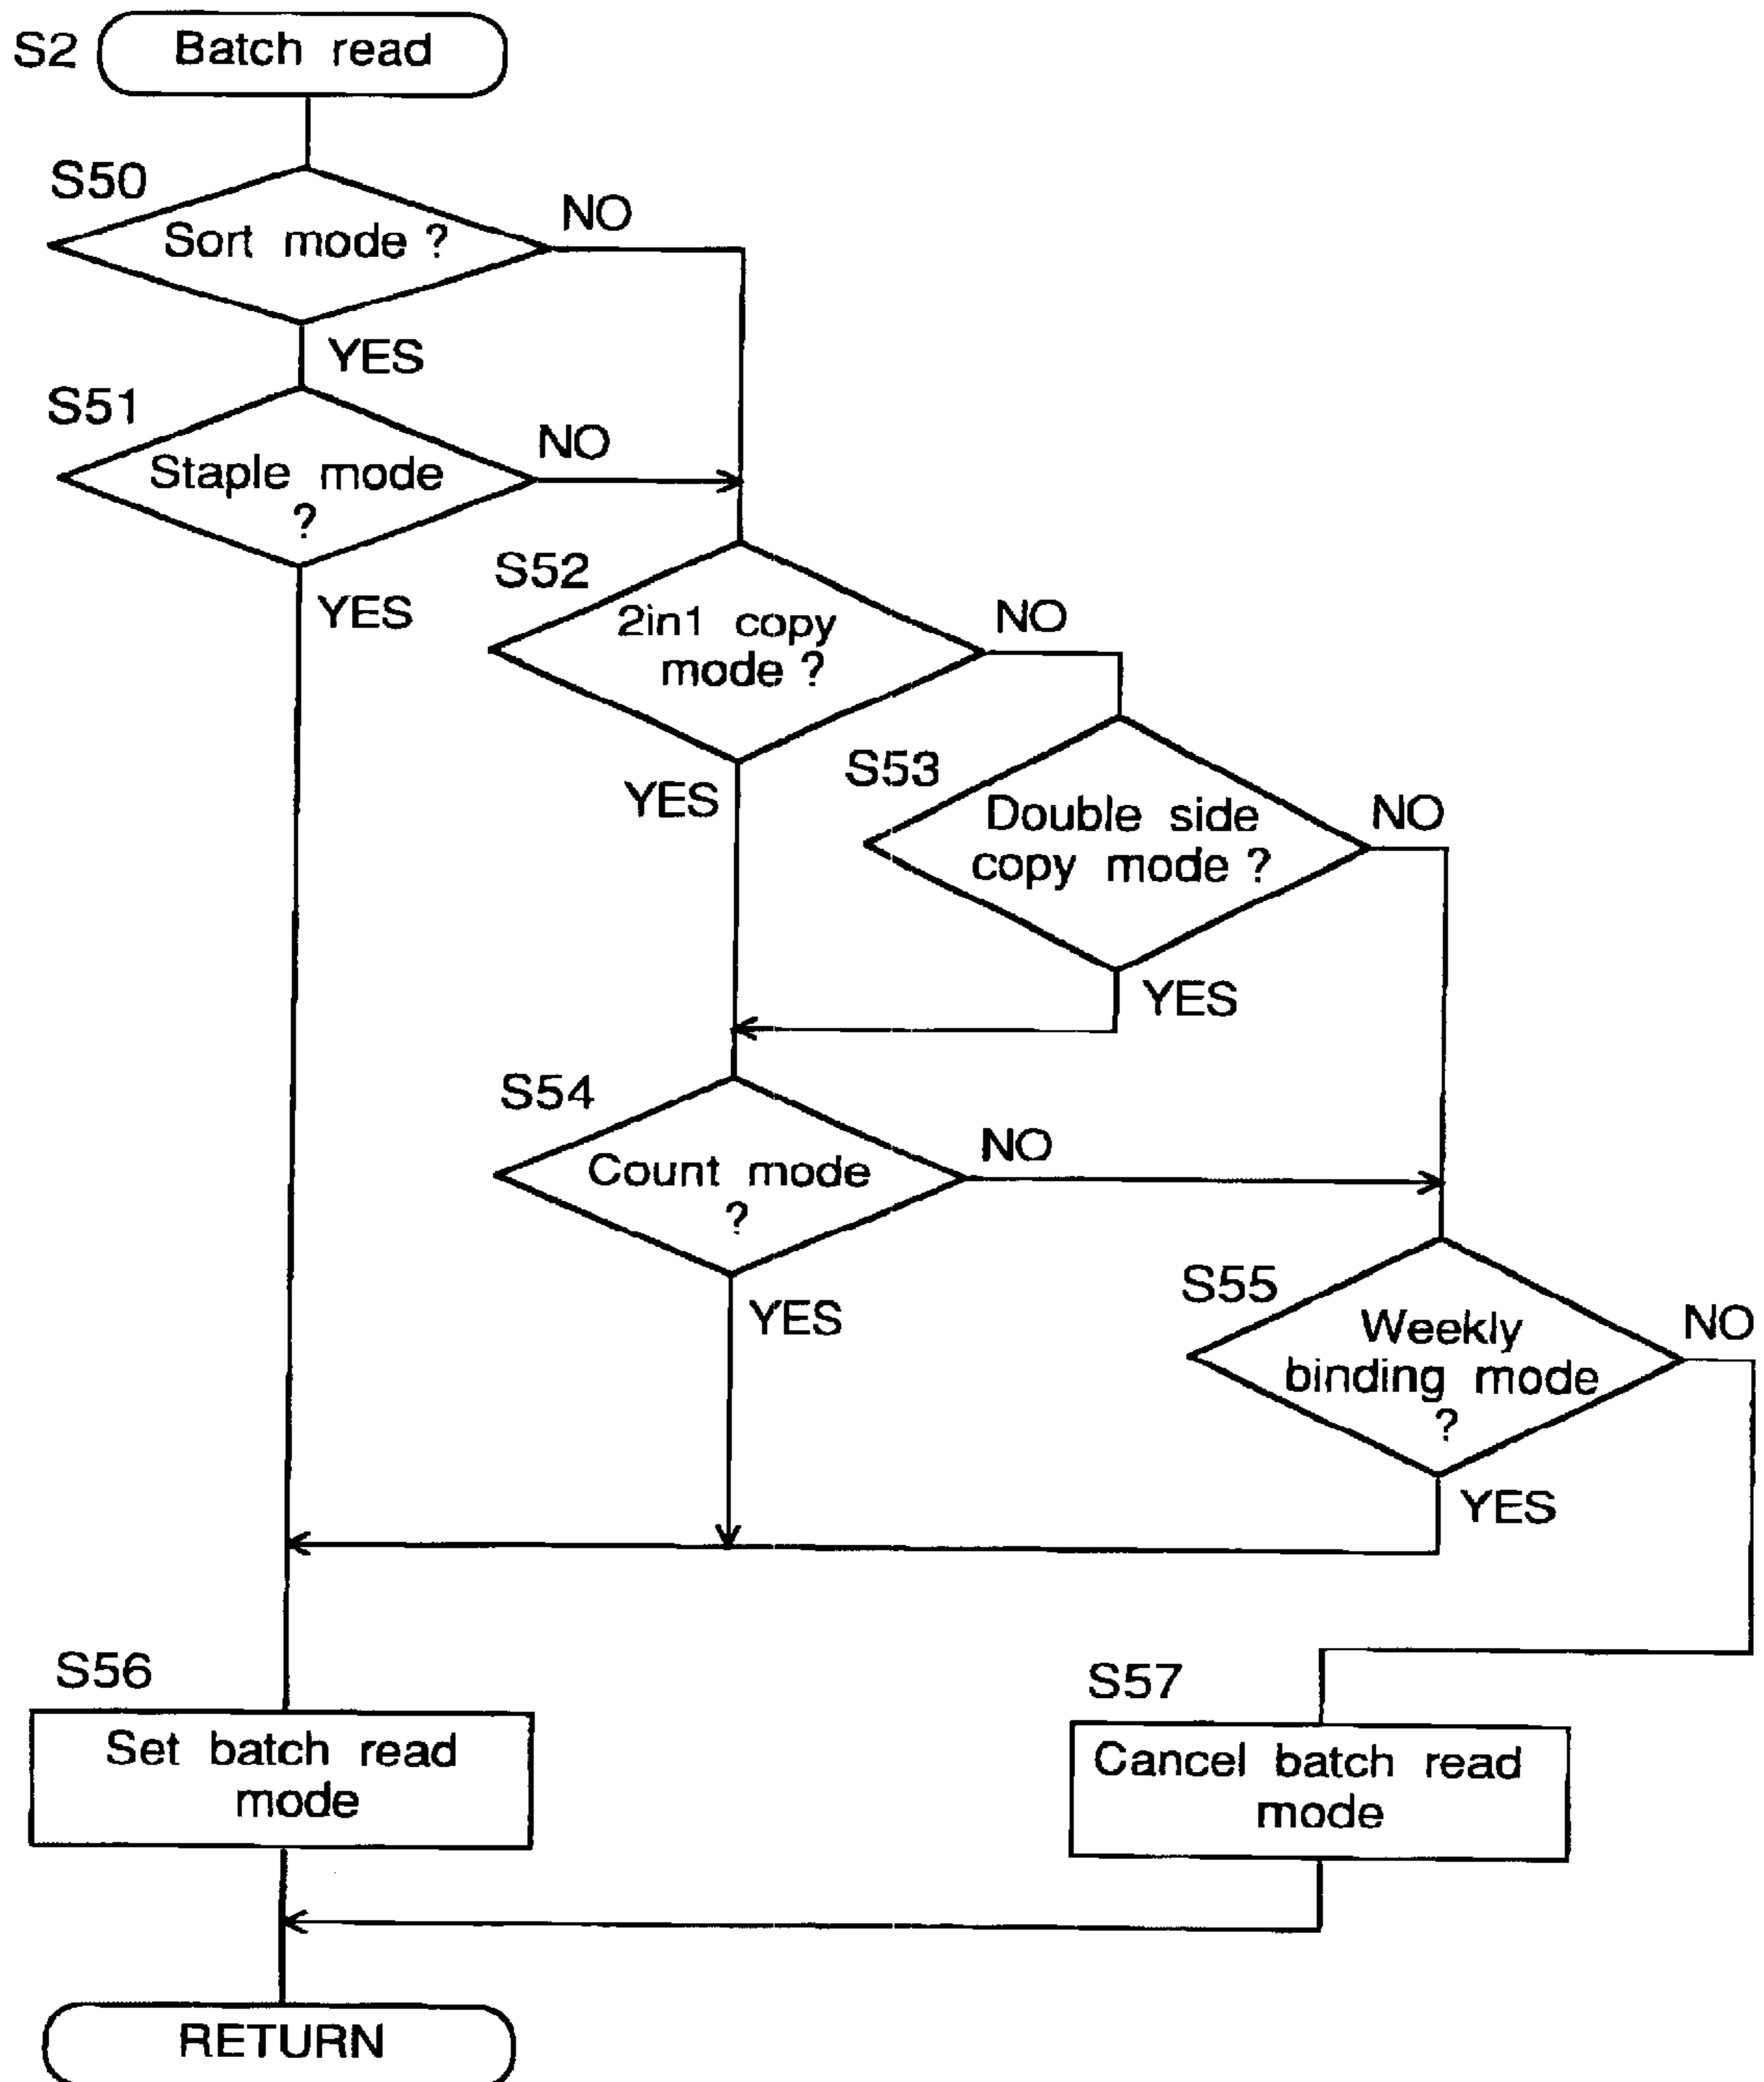 S2
Batch read
S50
Sort mode ?
NO
YES
S51
Staple mode
?
NO
YES
S52
2in1 copy
mode ?
NO
YES
S53
Double side
copy mode ?
NO
YES
S54
Count mode
?
NO
YES
S55
Weekly
binding mode
?
NO
YES
S56
Set batch read
mode
S57
Cancel batch read
mode
RETURN